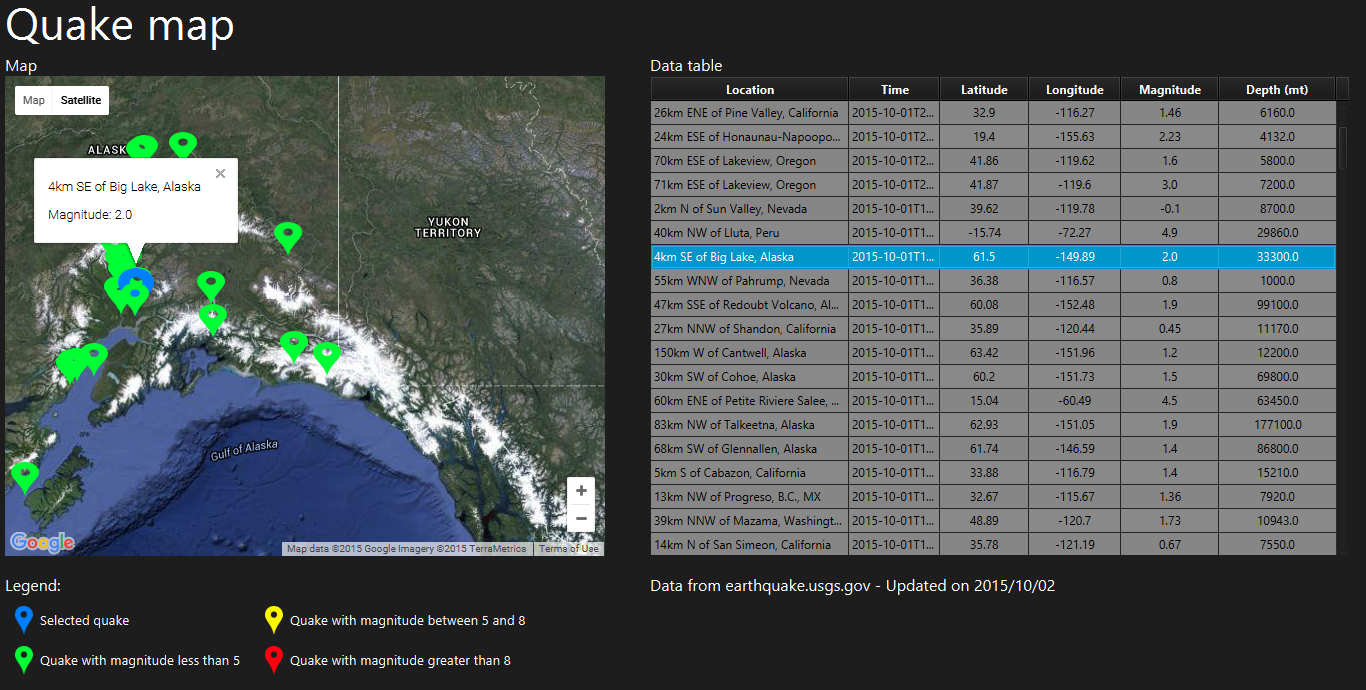 Quake map
Map
Map Satellite
ALASK
4km SE of Big Lake, Alaska
Magnitude: 2.0
YUKON
TERRITORY
Gulf of Alaska
+
−
Google
Map data ©2015 Google Imagery ©2015 TerraMetrics Terms of Use
Legend:
Selected quake
Quake with magnitude between 5 and 8
Quake with magnitude less than 5
Quake with magnitude greater than 8
Data table
Location Time Latitude Longitude Magnitude Depth (mt)
26km ENE of Pine Valley, California 2015-10-01T2... 32.9 -116.27 1.46 6160.0
24km ESE of Honaunau-Napoopo... 2015-10-01T2... 19.4 -155.63 2.23 4132.0
70km ESE of Lakeview, Oregon 2015-10-01T2... 41.86 -119.62 1.6 5800.0
71km ESE of Lakeview, Oregon 2015-10-01T2... 41.87 -119.6 3.0 7200.0
2km N of Sun Valley, Nevada 2015-10-01T1... 39.62 -119.78 -0.1 8700.0
40km NW of Lluta, Peru 2015-10-01T1... -15.74 -72.27 4.9 29860.0
4km SE of Big Lake, Alaska 2015-10-01T1... 61.5 -149.89 2.0 33300.0
55km WNW of Pahrump, Nevada 2015-10-01T1... 36.38 -116.57 0.8 1000.0
47km SSE of Redoubt Volcano, Al... 2015-10-01T1... 60.08 -152.48 1.9 99100.0
27km NNW of Shandon, California 2015-10-01T1... 35.89 -120.44 0.45 11170.0
150km W of Cantwell, Alaska 2015-10-01T1... 63.42 -151.96 1.2 12200.0
30km SW of Cohoe, Alaska 2015-10-01T1... 60.2 -151.73 1.5 69800.0
60km ENE of Petite Riviere Salee, ... 2015-10-01T1... 15.04 -60.49 4.5 63450.0
83km NW of Talkeetna, Alaska 2015-10-01T1... 62.93 -151.05 1.9 177100.0
68km SW of Glennallen, Alaska 2015-10-01T1... 61.74 -146.59 1.4 86800.0
5km S of Cabazon, California 2015-10-01T1... 33.88 -116.79 1.4 15210.0
13km NW of Progreso, B.C., MX 2015-10-01T1... 32.67 -115.67 1.36 7920.0
39km NNW of Mazama, Washingt... 2015-10-01T1... 48.89 -120.7 1.73 10943.0
14km N of San Simeon, California 2015-10-01T1... 35.78 -121.19 0.67 7550.0
Data from earthquake.usgs.gov - Updated on 2015/10/02